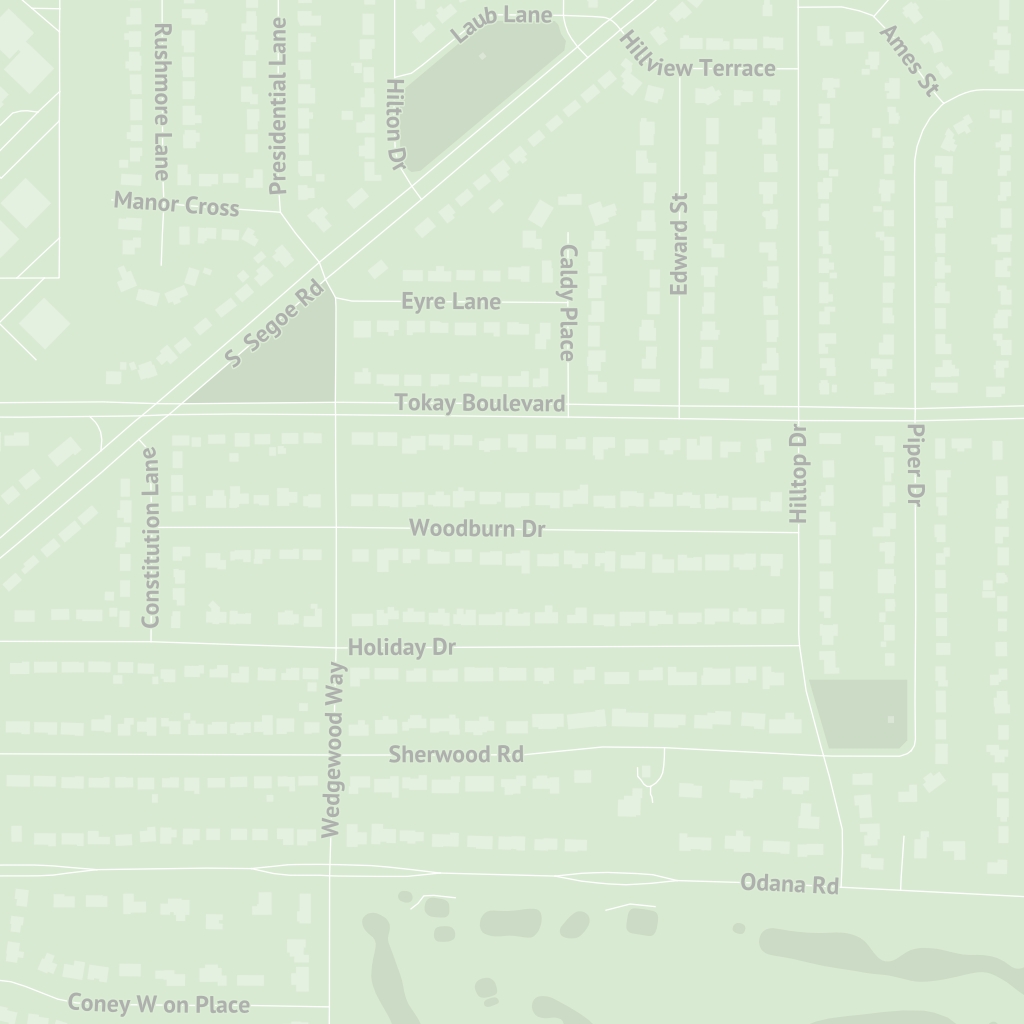 Laub Lane
Hillview Terrace
Ames St
Rushmore Lane
Presidential Lane
Hilton Dr
Manor Cross
Edward St
Caldy Place
S Segoe Rd
Eyre Lane
Tokay Boulevard
Constitution Lane
Hilltop Dr
Piper Dr
Woodburn Dr
Holiday Dr
Wedgewood Way
Sherwood Rd
Odana Rd
Coney W on Place